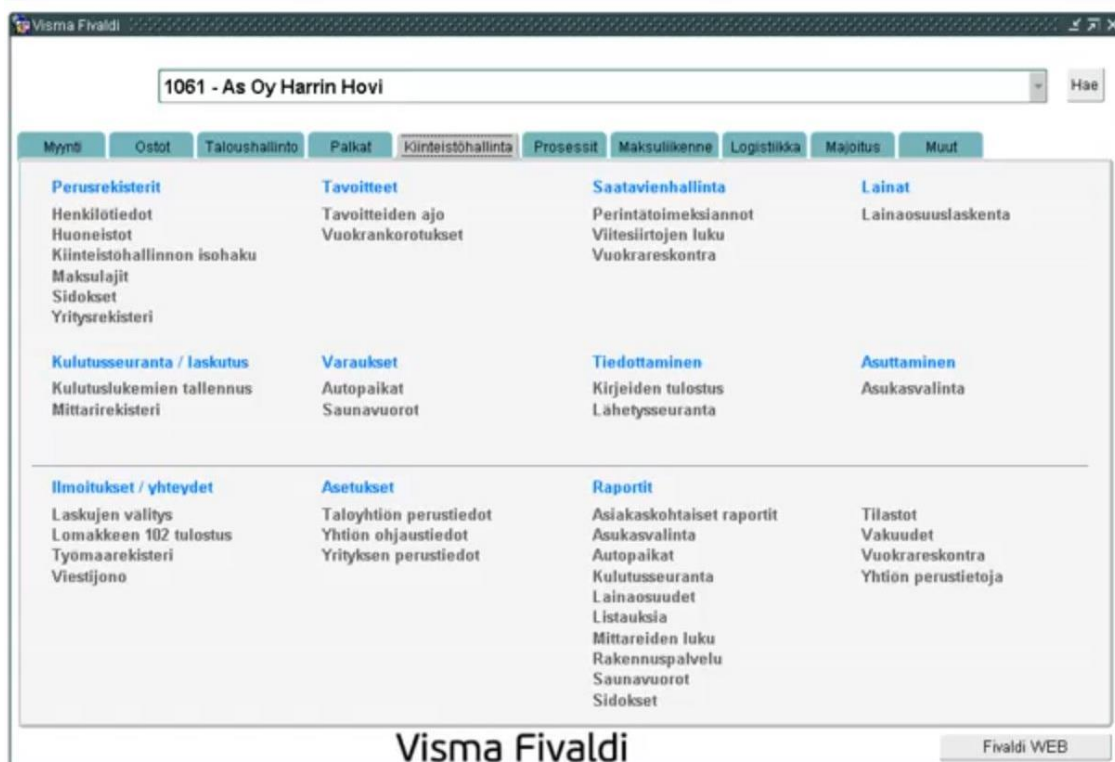 Visma Fivaldi
1061 - As Oy Harrin Hovi
Hae
Myynti Ostot Taloushallinto Palkat Kiinteistöhallinta Prosessit Maksuliikenne Logistiikka Majoitus Muut
Perusrekisterit
Henkilötiedot
Huoneistot
Kiinteistöhallinnon isohaku
Maksulajit
Sidokset
Yritysrekisteri
Tavoitteet
Tavoitteiden ajo
Vuokrankorotukset
Saatavienhallinta
Perintätoimeksiannot
Viitesiirtojen luku
Vuokrareskontra
Lainat
Lainaosuuslaskenta
Kulutusseuranta / laskutus
Kulutuslukemien tallennus
Mittarirekisteri
Varaukset
Autopaikat
Saunavuorot
Tiedottaminen
Kirjeiden tulostus
Lähetysseuranta
Asuttaminen
Asukasvalinta
Ilmoitukset / yhteydet
Laskujen välitys
Lomakkeen 102 tulostus
Työmaarekisteri
Viestijono
Asetukset
Taloyhtiön perustiedot
Yhtiön ohjaustiedot
Yrityksen perustiedot
Raportit
Asiakaskohtaiset raportit
Asukasvalinta
Autopaikat
Kulutusseuranta
Lainaosuudet
Listauksia
Mittareiden luku
Rakennuspalvelu
Saunavuorot
Sidokset
Tilastot
Vakuudet
Vuokrareskontra
Yhtiön perustietoja
Visma Fivaldi
Fivaldi WEB